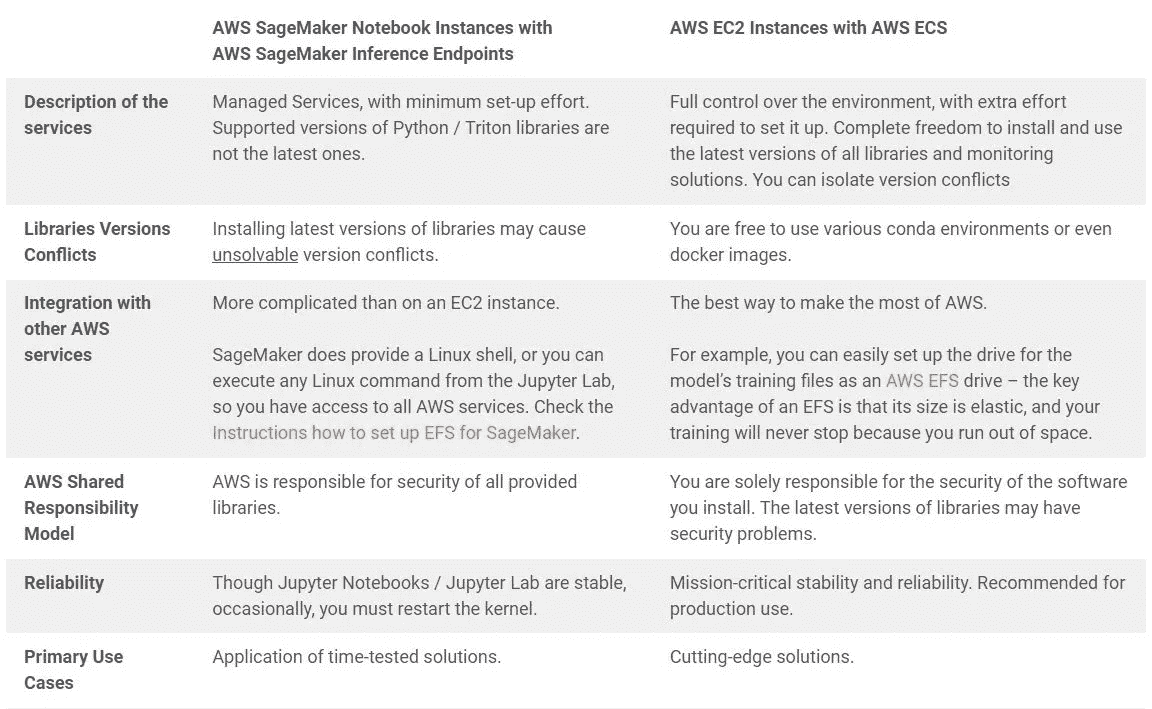 AWS SageMaker Notebook Instances with
AWS SageMaker Inference Endpoints
AWS EC2 Instances with AWS ECS
Description of the
services
Managed Services, with minimum set-up effort.
Supported versions of Python / Triton libraries are
not the latest ones.
Full control over the environment, with extra effort
required to set it up. Complete freedom to install and use
the latest versions of all libraries and monitoring
solutions. You can isolate version conflicts
Libraries Versions
Conflicts
Installing latest versions of libraries may cause
unsolvable version conflicts.
You are free to use various conda environments or even
docker images.
Integration with
other AWS
services
More complicated than on an EC2 instance.
SageMaker does provide a Linux shell, or you can
execute any Linux command from the Jupyter Lab,
so you have access to all AWS services. Check the
Instructions how to set up EFS for SageMaker.
The best way to make the most of AWS.
For example, you can easily set up the drive for the
model’s training files as an AWS EFS drive – the key
advantage of an EFS is that its size is elastic, and your
training will never stop because you run out of space.
AWS Shared
Responsibility
Model
AWS is responsible for security of all provided
libraries.
You are solely responsible for the security of the software
you install. The latest versions of libraries may have
security problems.
Reliability
Though Jupyter Notebooks / Jupyter Lab are stable,
occasionally, you must restart the kernel.
Mission-critical stability and reliability. Recommended for
production use.
Primary Use
Cases
Application of time-tested solutions.
Cutting-edge solutions.